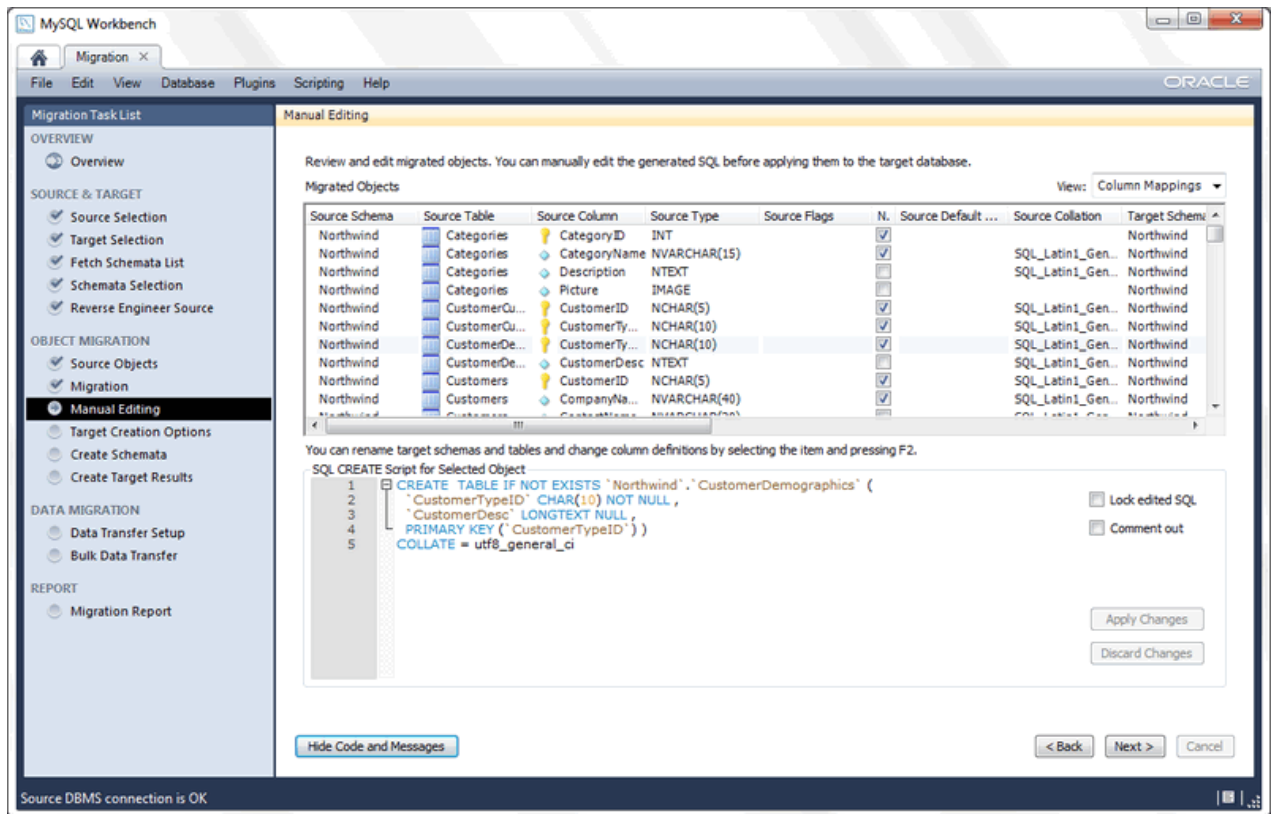 MySQL Workbench
Migration
File Edit View Database Plugins Scripting Help
ORACLE
Migration Task List
OVERVIEW
Overview
SOURCE & TARGET
Source Selection
Target Selection
Fetch Schemata List
Schemata Selection
Reverse Engineer Source
OBJECT MIGRATION
Source Objects
Migration
Manual Editing
Target Creation Options
Create Schemata
Create Target Results
DATA MIGRATION
Data Transfer Setup
Bulk Data Transfer
REPORT
Migration Report
Manual Editing
Review and edit migrated objects. You can manually edit the generated SQL before applying them to the target database.
Migrated Objects
View: Column Mappings
Source Schema Source Table Source Column Source Type Source Flags N. Source Default ... Source Collation Target Schema
Northwind Categories CategoryID INT Northwind
Northwind Categories CategoryName NVARCHAR(15) SQL_Latin1_Gen... Northwind
Northwind Categories Description NTEXT SQL_Latin1_Gen... Northwind
Northwind Categories Picture IMAGE Northwind
Northwind CustomerCu... CustomerID NCHAR(5) SQL_Latin1_Gen... Northwind
Northwind CustomerCu... CustomerTy... NCHAR(10) SQL_Latin1_Gen... Northwind
Northwind CustomerDe... CustomerTy... NCHAR(10) SQL_Latin1_Gen... Northwind
Northwind CustomerDe... CustomerDesc NTEXT SQL_Latin1_Gen... Northwind
Northwind Customers CustomerID NCHAR(5) SQL_Latin1_Gen... Northwind
Northwind Customers CompanyNa... NVARCHAR(40) SQL_Latin1_Gen... Northwind
You can rename target schemas and tables and change column definitions by selecting the item and pressing F2.
SQL CREATE Script for Selected Object
1 CREATE TABLE IF NOT EXISTS `Northwind`.`CustomerDemographics` (
2 `CustomerTypeID` CHAR(10) NOT NULL ,
3 `CustomerDesc` LONGTEXT NULL ,
4 PRIMARY KEY (`CustomerTypeID`) )
5 COLLATE = utf8_general_ci
Lock edited SQL
Comment out
Apply Changes
Discard Changes
Hide Code and Messages
< Back Next > Cancel
Source DBMS connection is OK